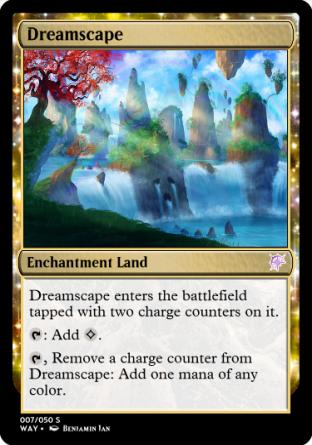 Dreamscape
Enchantment Land
Dreamscape enters the battlefield
tapped with two charge counters on it.
: Add .
, Remove a charge counter from
Dreamscape: Add one mana of any
color.
007/050 S
WAY • Benjamin Ian